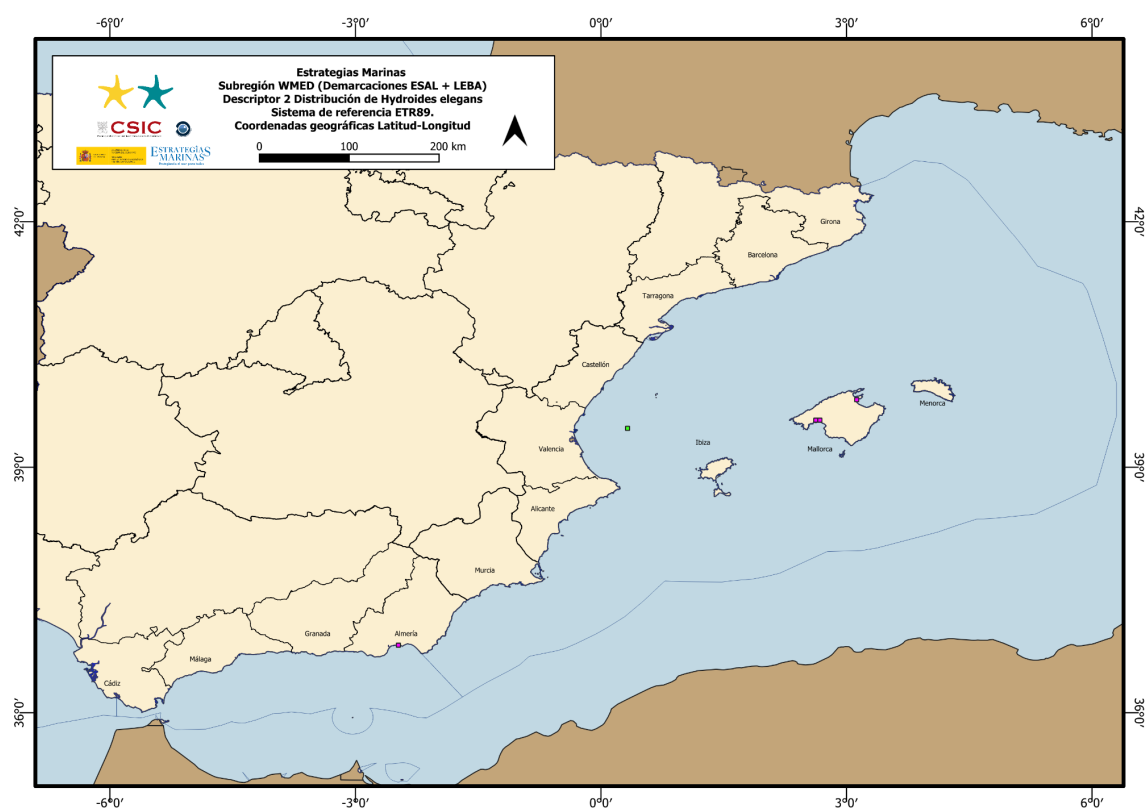 -6°0′ -3°0′ 0°0′ 3°0′ 6°0′
Estrategias Marinas
Subregión WMED (Demarcaciones ESAL + LEBA)
Descriptor 2 Distribución de Hydroides elegans
Sistema de referencia ETR89.
Coordenadas geográficas Latitud-Longitud
CSIC
ESTRATEGIAS
MARINAS
0 100 200 km
42°0′ 42°0′
Girona
Barcelona
Tarragona
Castellón
Menorca
Ibiza
Valencia
Mallorca
39°0′ 39°0′
Alicante
Murcia
Granada
Almería
Málaga
Cádiz
36°0′ 36°0′
-6°0′ -3°0′ 0°0′ 3°0′ 6°0′